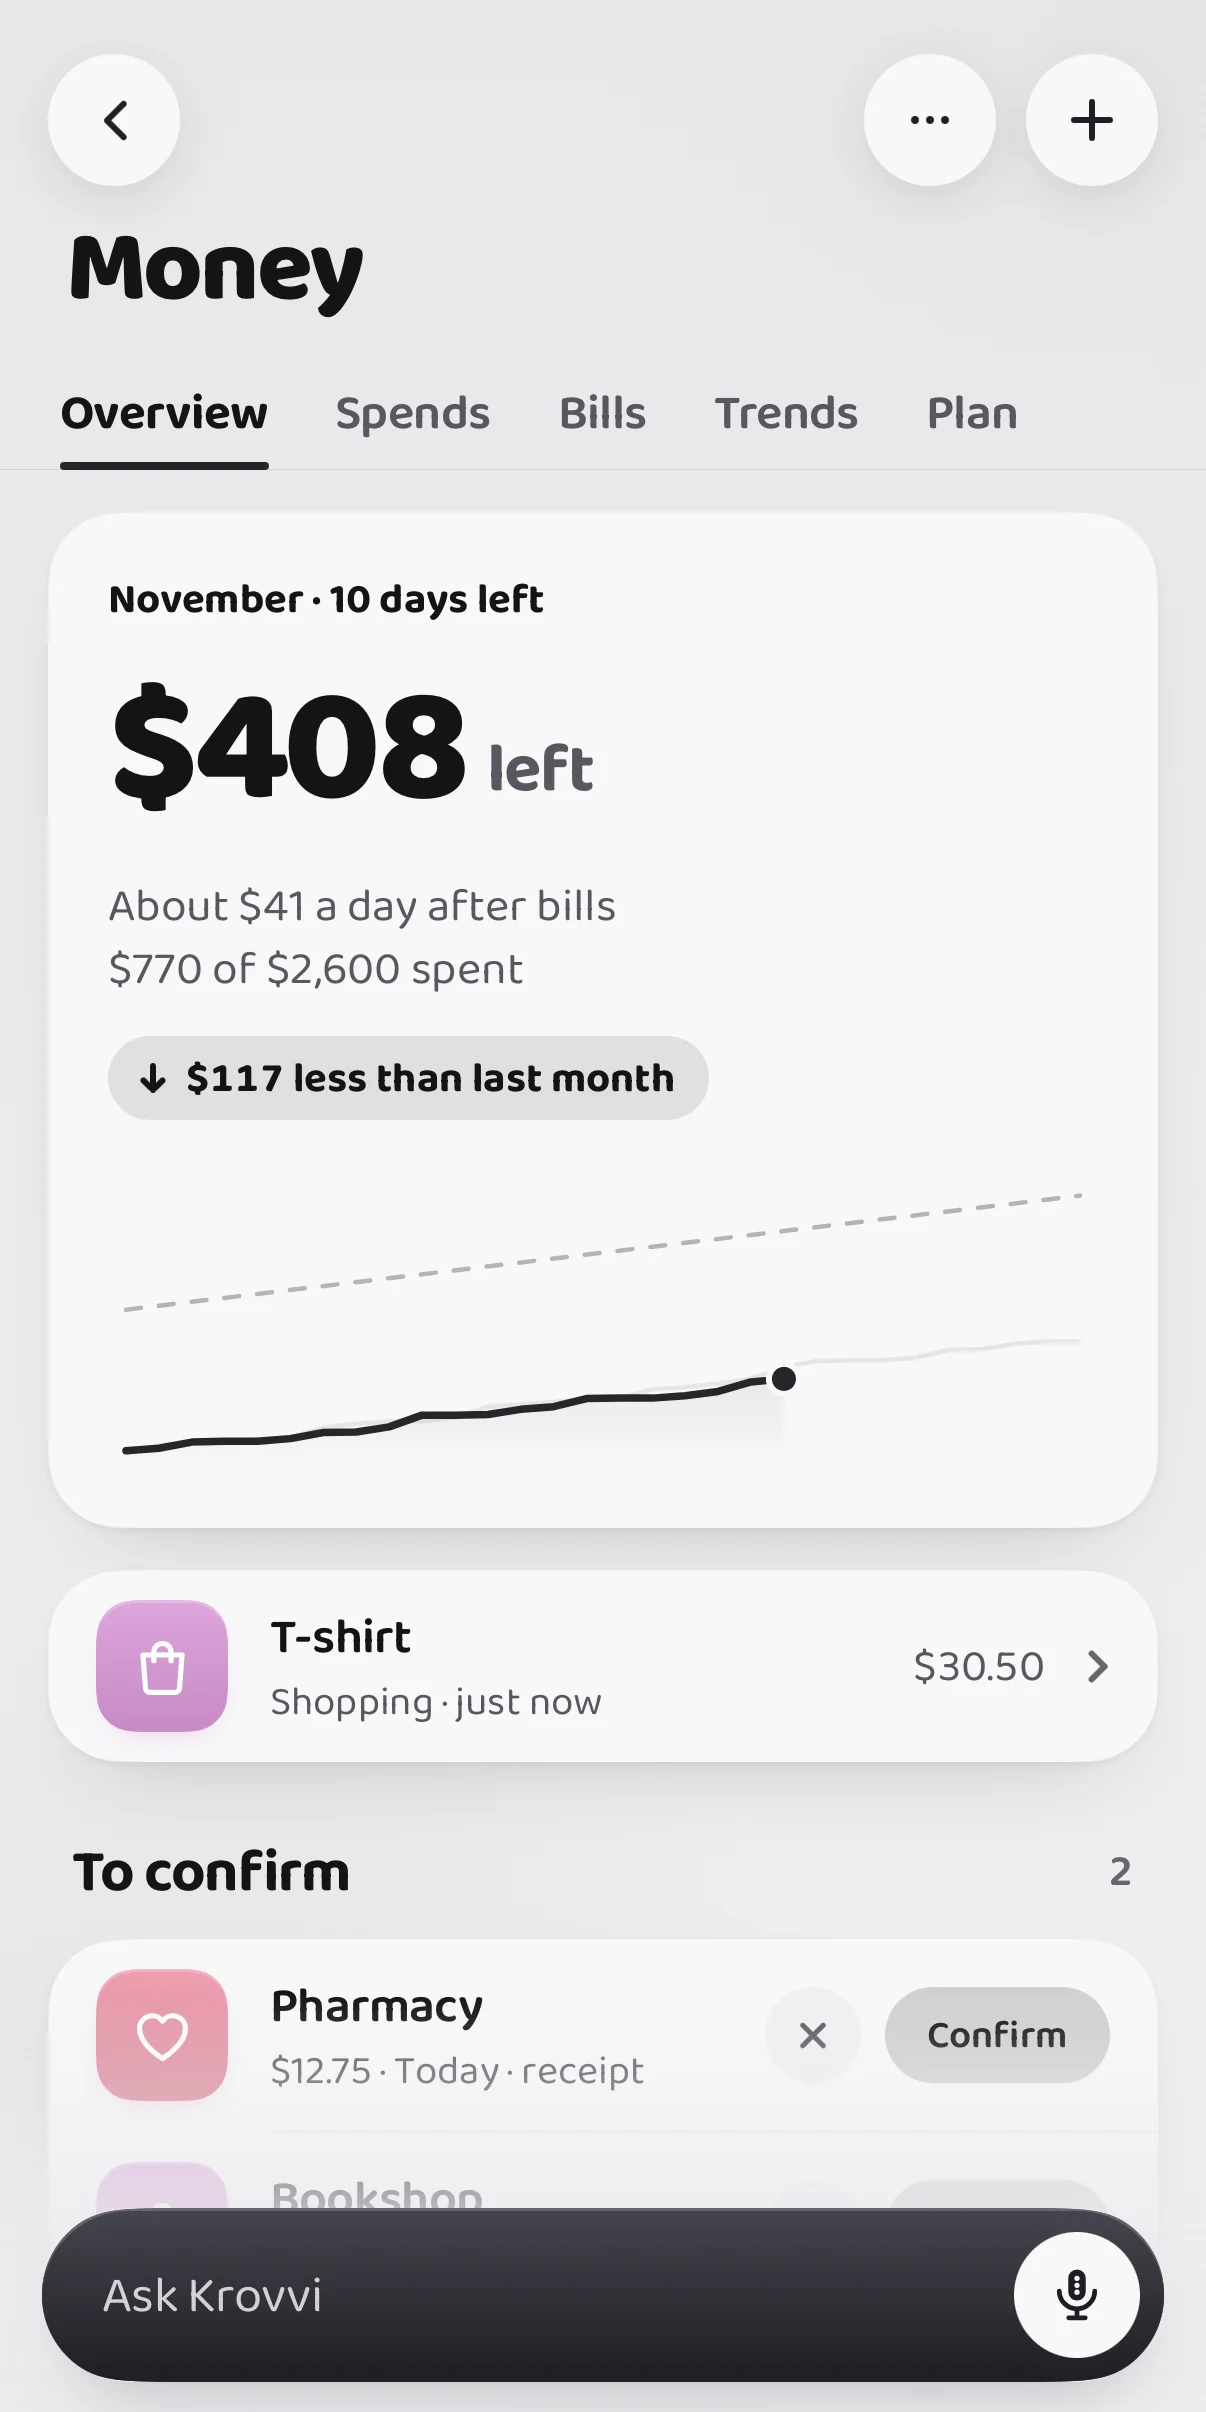 Money
Overview Spends Bills Trends Plan
November · 10 days left
$408 left
About $41 a day after bills
$770 of $2,600 spent
$117 less than last month
T-shirt
Shopping · just now
$30.50
To confirm
2
Pharmacy
$12.75 · Today · receipt
Confirm
Bookshop
Ask Krovvi